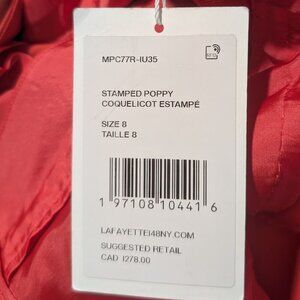 MPC77R-IU35
STAMPED POPPY
COQUELICOT ESTAMPÉ
SIZE 8
TAILLE 8
1 97108 10441 6
LAFAYETTE148NY.COM
SUGGESTED RETAIL
CAD 1278.00